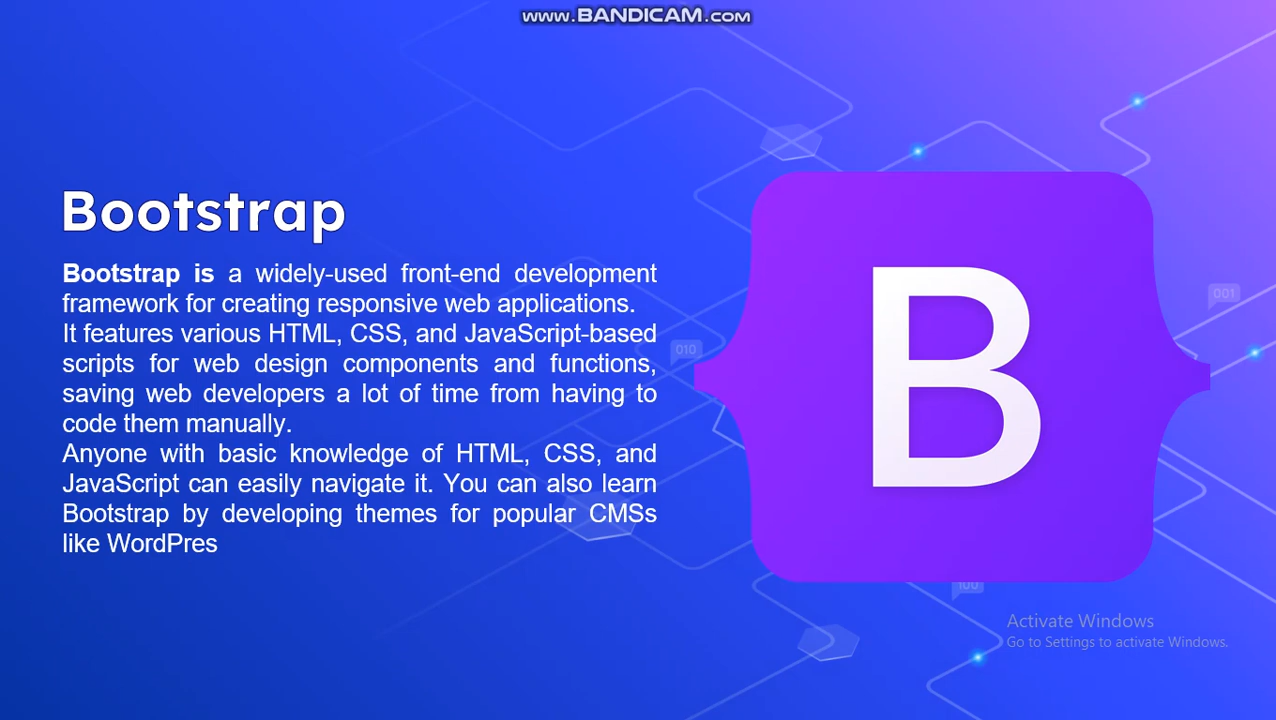 www.BANDICAM.com
Bootstrap
Bootstrap is a widely-used front-end development
framework for creating responsive web applications.
It features various HTML, CSS, and JavaScript-based
scripts for web design components and functions,
saving web developers a lot of time from having to
code them manually.
Anyone with basic knowledge of HTML, CSS, and
JavaScript can easily navigate it. You can also learn
Bootstrap by developing themes for popular CMSs
like WordPres
B
001
010
100
Activate Windows
Go to Settings to activate Windows.